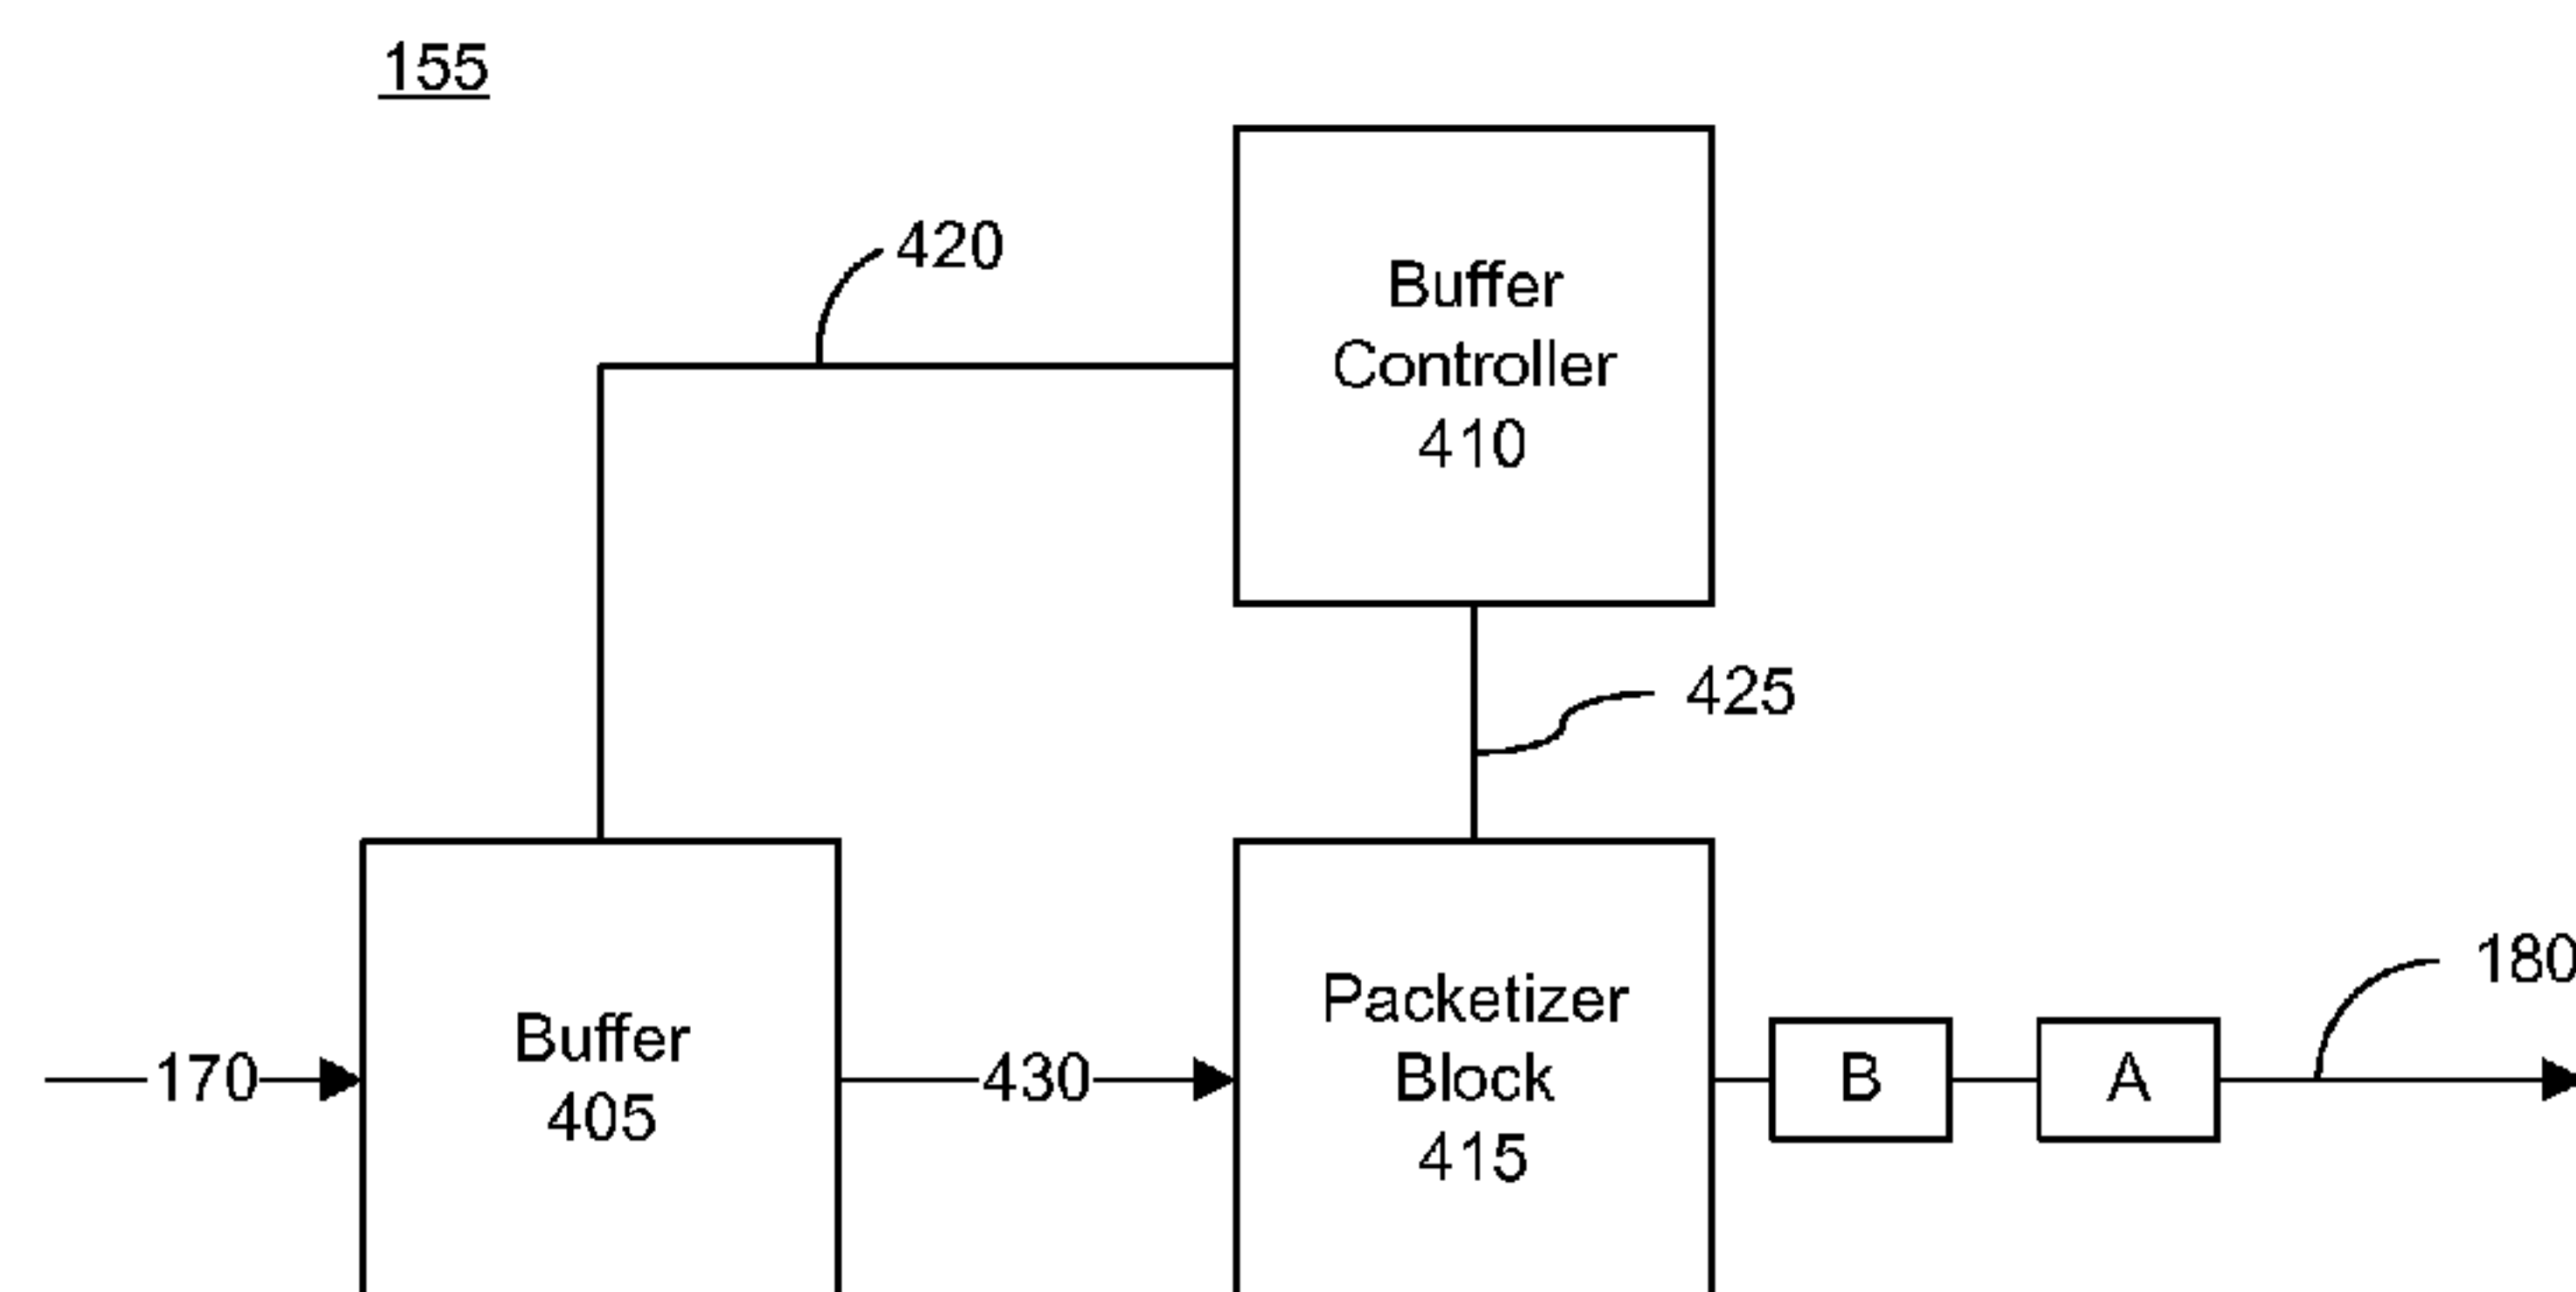 155
420
Buffer
Controller
410
425
180
170
Buffer
405
430
Packetizer
Block
415
B
A